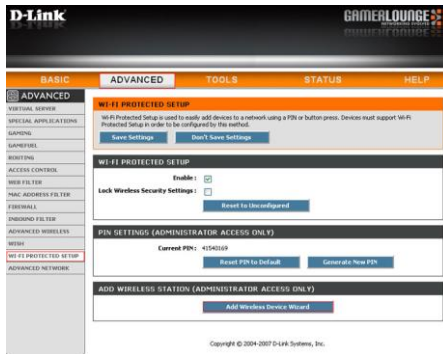 D-Link
GAMERLOUNGE
BASIC
ADVANCED
TOOLS
STATUS
HELP
ADVANCED
VIRTUAL SERVER
SPECIAL APPLICATIONS
GAMING
GAMEFUEL
ROUTING
ACCESS CONTROL
WEB FILTER
MAC ADDRESS FILTER
FIREWALL
INBOUND FILTER
ADVANCED WIRELESS
WISH
WI-FI PROTECTED SETUP
ADVANCED NETWORK
WI-FI PROTECTED SETUP
Wi-Fi Protected Setup is used to easily add devices to a network using a PIN or button press. Devices must support Wi-Fi
Protected Setup in order to be configured by this method.
Save Settings
Don't Save Settings
WI-FI PROTECTED SETUP
Enable :
Lock Wireless Security Settings :
Reset to Unconfigured
PIN SETTINGS (ADMINISTRATOR ACCESS ONLY)
Current PIN: 41540169
Reset PIN to Default
Generate New PIN
ADD WIRELESS STATION (ADMINISTRATOR ACCESS ONLY)
Add Wireless Device Wizard
Copyright © 2004-2007 D-Link Systems, Inc.